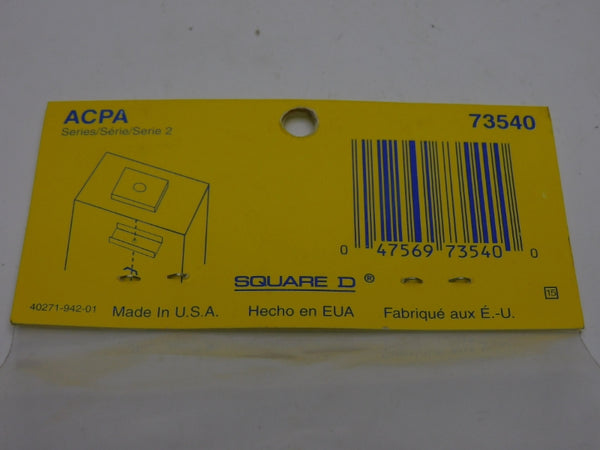 ACPA
Series/Série/Serie 2
73540
0 47569 73540 0
SQUARE D ®
15
40271-942-01
Made In U.S.A.
Hecho en EUA
Fabriqué aux É.-U.